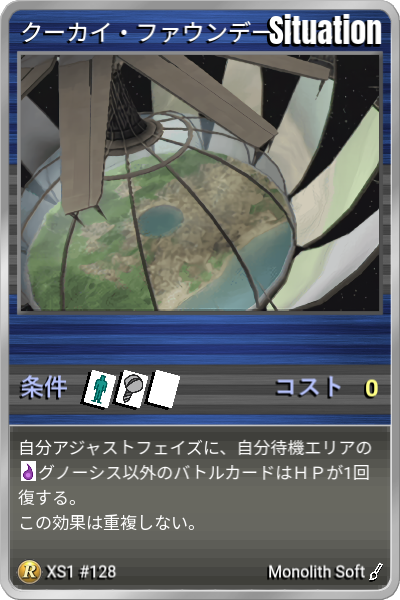 クーカイ・ファウンデー
Situation
条件
コスト 0
自分アジャストフェイズに、自分待機エリアの
グノーシス以外のバトルカードはＨＰが1回
復する。
この効果は重複しない。
R XS1 #128
Monolith Soft